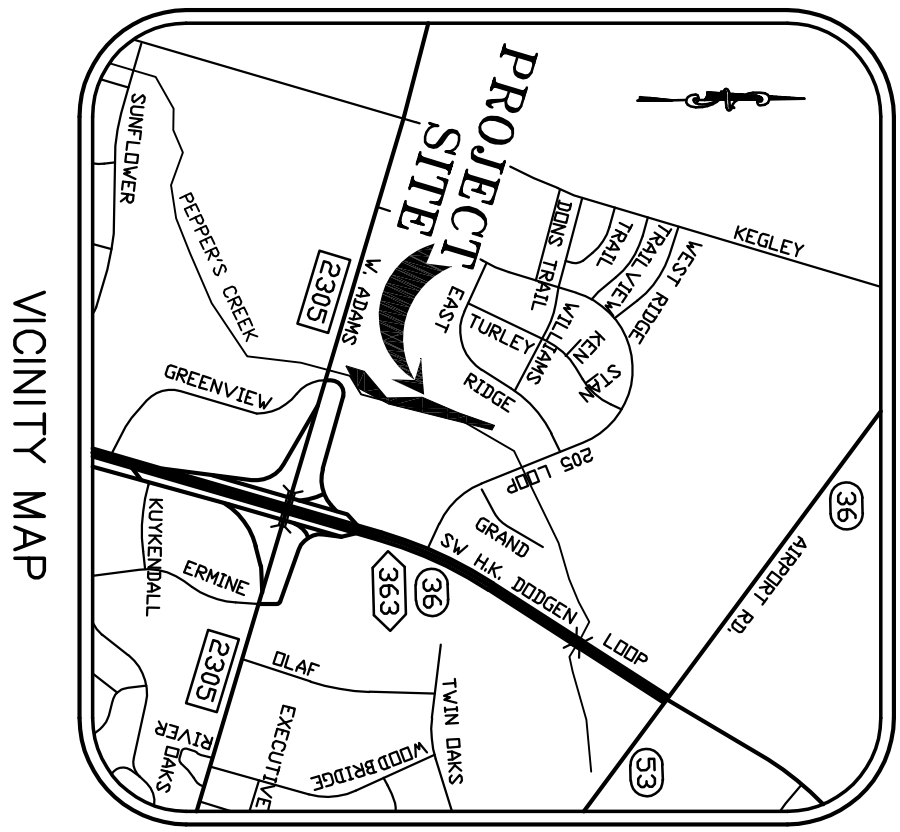 PROJECT
SITE
KEGLEY
WEST RIDGE
TRAIL VIEW
TRAIL
DONS TRAIL
WILLIAMS
KEN
STAN
TURLEY
EAST
RIDGE
205 LOOP
GRAND
36
AIRPORT RD.
SW H.K. DODGEN LOOP
36
363
53
W. ADAMS
2305
SUNFLOWER
PEPPER'S CREEK
GREENVIEW
KUYKENDALL
ERMINE
2305
OLAF
TWIN OAKS
EXECUTIVE
WOODBRIDGE
RIVER
OAKS
VICINITY MAP